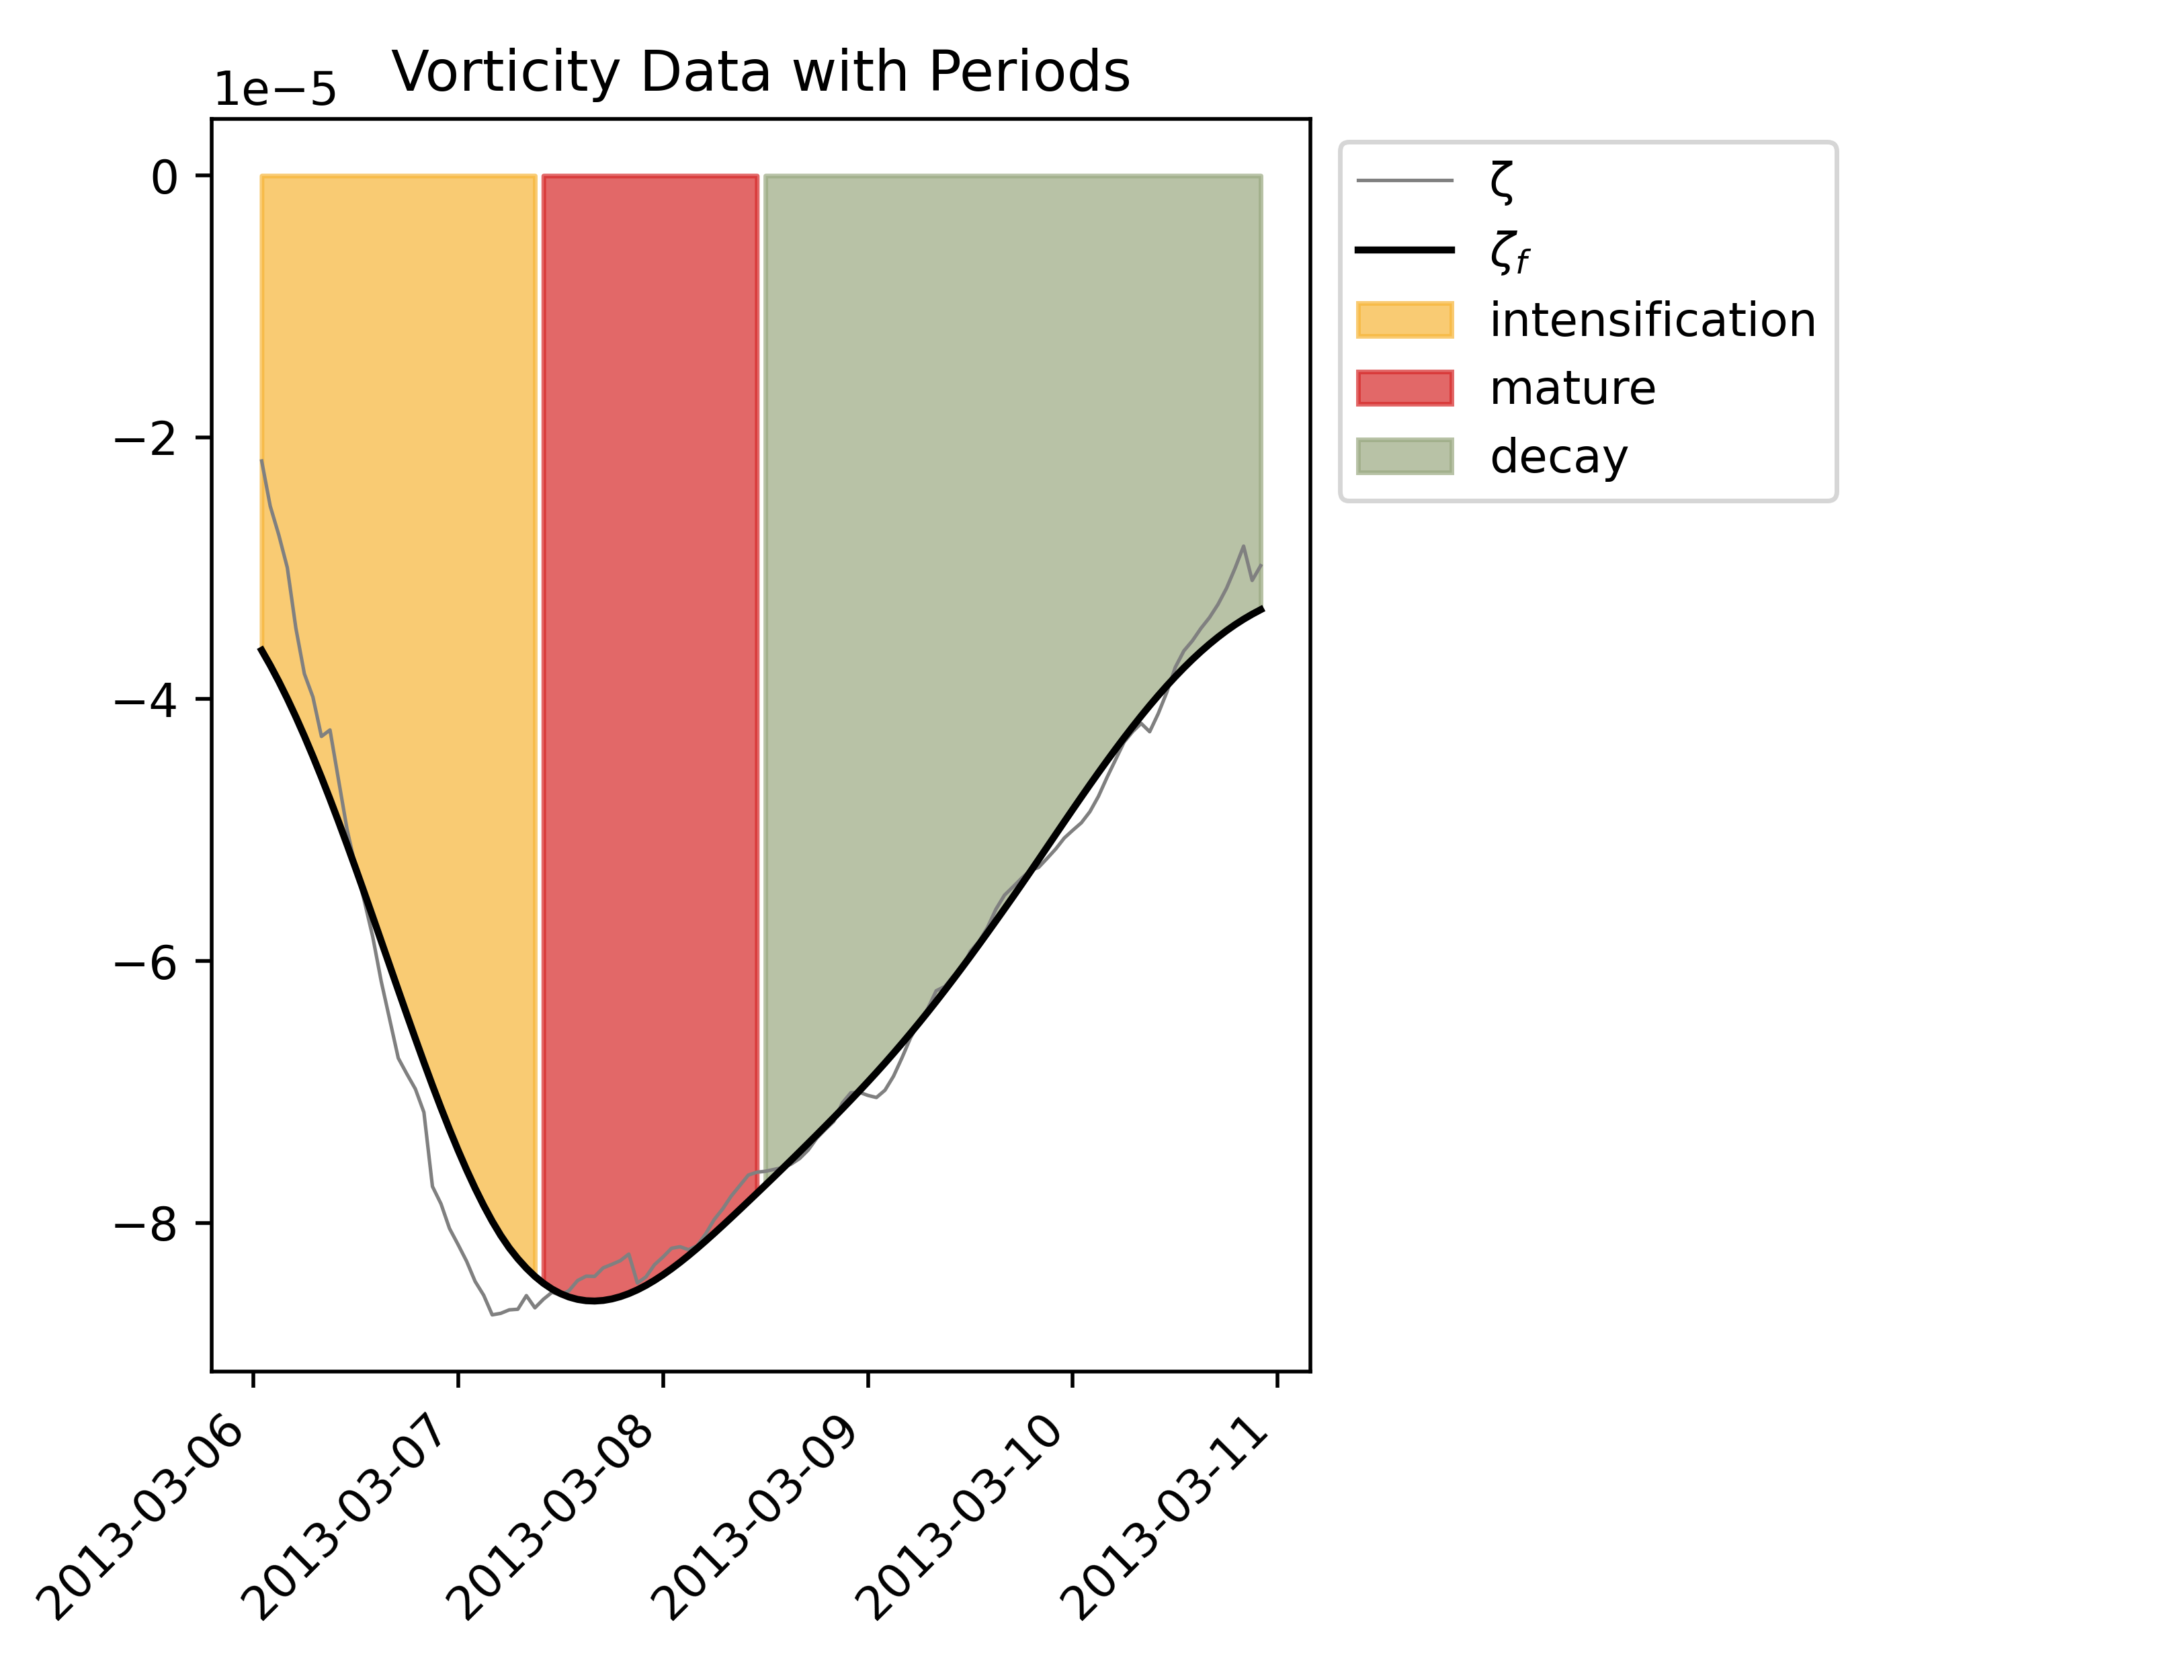 Vorticity Data with Periods
1e−5
0
−2
−4
−6
−8
2013-03-06
2013-03-07
2013-03-08
2013-03-09
2013-03-10
2013-03-11
ζ
ζf
intensification
mature
decay